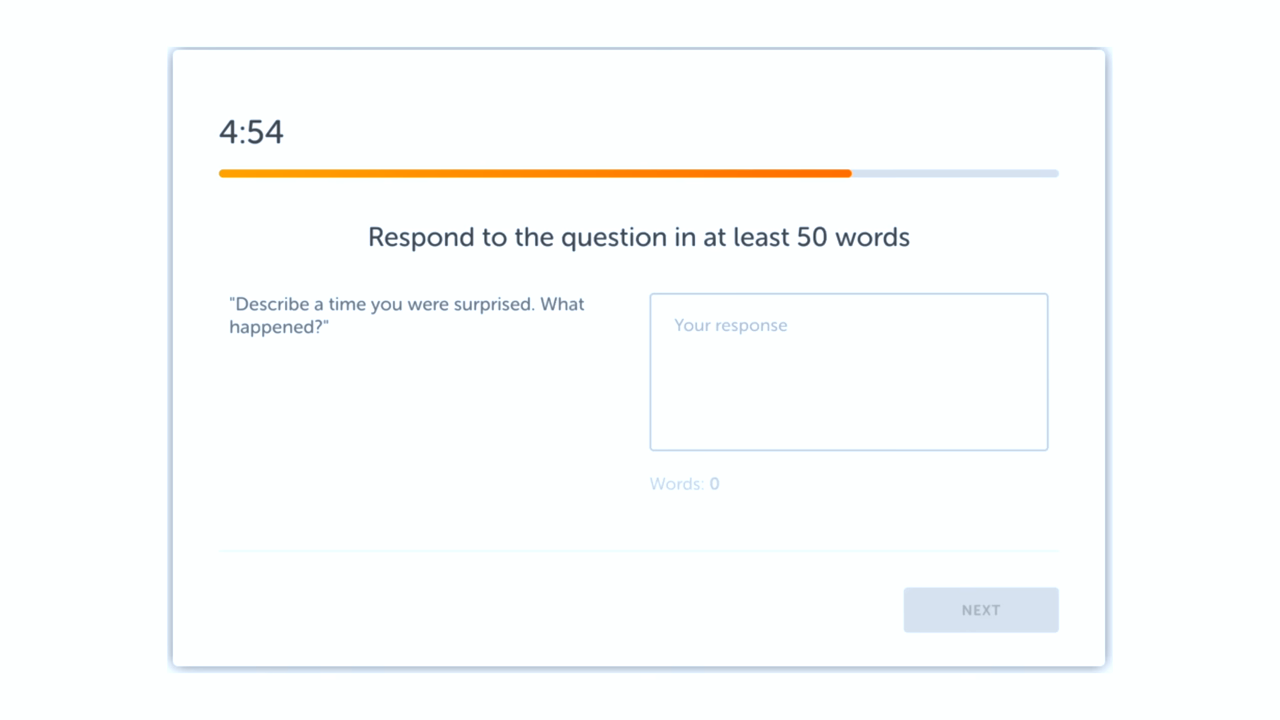 4:54
Respond to the question in at least 50 words
"Describe a time you were surprised. What
happened?"
Your response
Words: 0
NEXT